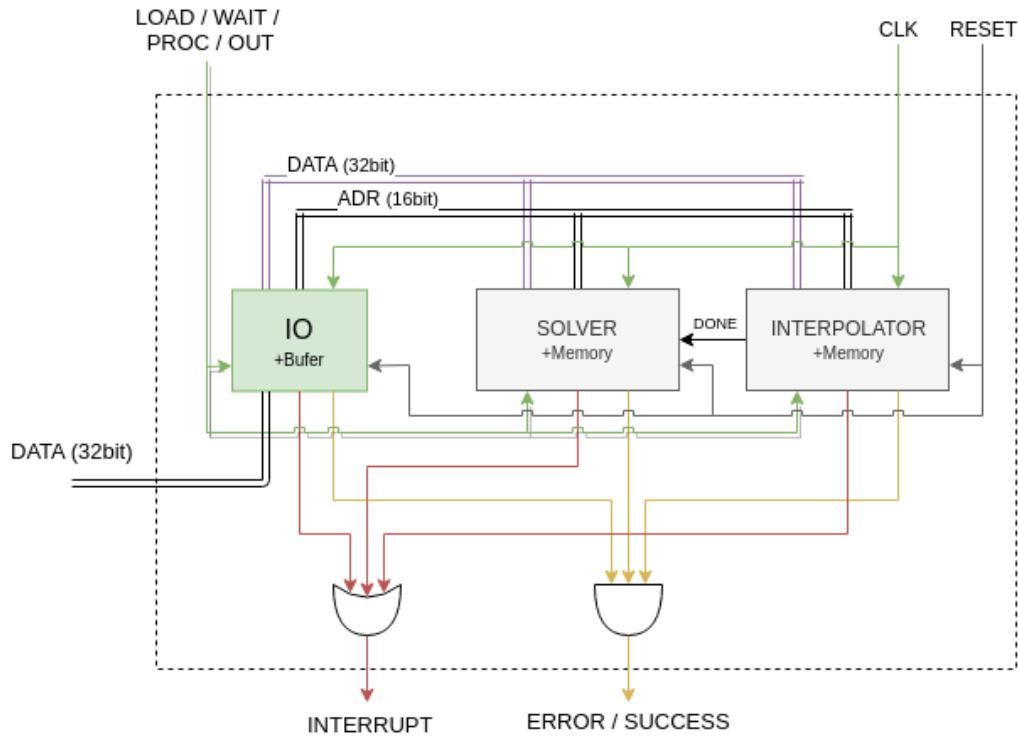 LOAD / WAIT /
PROC / OUT
CLK
RESET
DATA (32bit)
ADR (16bit)
IO
+Bufer
SOLVER
+Memory
DONE
INTERPOLATOR
+Memory
DATA (32bit)
INTERRUPT
ERROR / SUCCESS